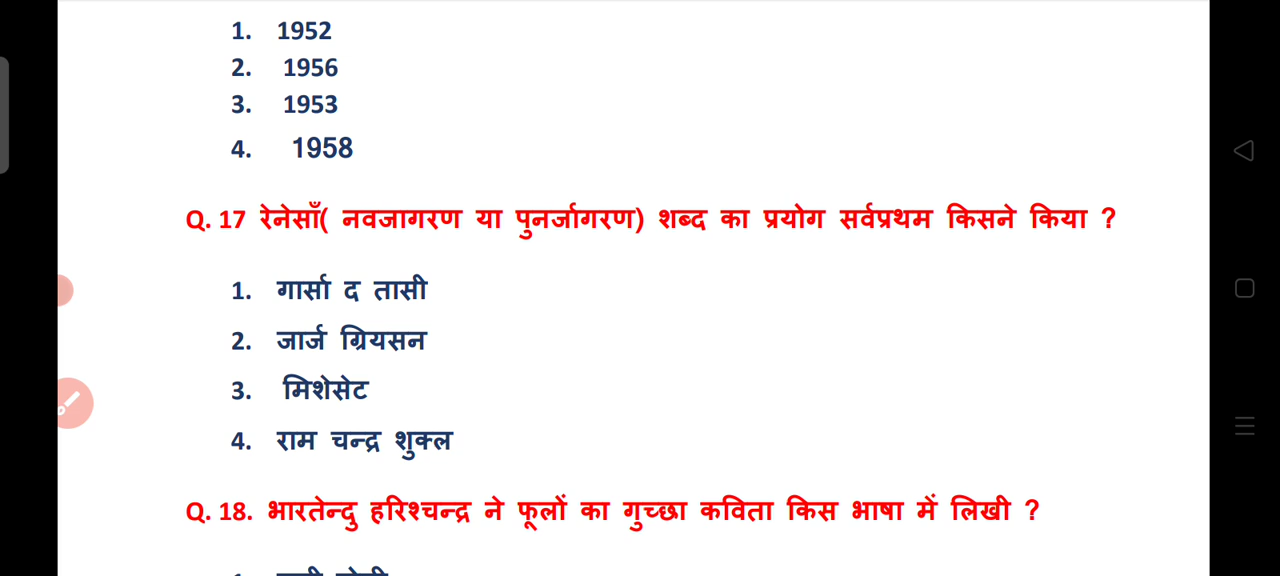 1. 1952
2. 1956
3. 1953
4. 1958
Q. 17 रेनेसाँ( नवजागरण या पुनर्जागरण) शब्द का प्रयोग सर्वप्रथम किसने किया ?
1. गार्सा द तासी
2. जार्ज ग्रियसन
3. मिशेसेट
4. राम चन्द्र शुक्ल
Q. 18. भारतेन्दु हरिश्चन्द्र ने फूलों का गुच्छा कविता किस भाषा में लिखी ?